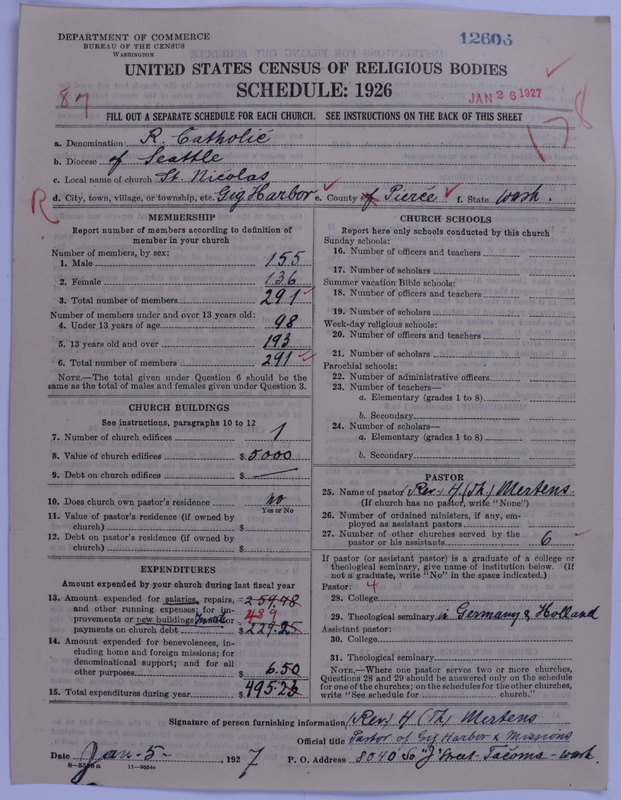 DEPARTMENT OF COMMERCE
BUREAU OF THE CENSUS
WASHINGTON
12606
UNITED STATES CENSUS OF RELIGIOUS BODIES
SCHEDULE: 1926
87
JAN 26 1927
178
FILL OUT A SEPARATE SCHEDULE FOR EACH CHURCH. SEE INSTRUCTIONS ON THE BACK OF THIS SHEET
a. Denomination R. Catholic
b. Diocese of Seattle
c. Local name of church St. Nicolas
R
d. City, town, village, or township, etc. Gig Harbor e. County of Pierce f. State Wash.
MEMBERSHIP
Report number of members according to definition of
member in your church
Number of members, by sex:
1. Male 155
2. Female 136
3. Total number of members 291
Number of members under and over 13 years old:
4. Under 13 years of age 98
5. 13 years old and over 193
6. Total number of members 291
NOTE.—The total given under Question 6 should be the
same as the total of males and females given under Question 3.
CHURCH BUILDINGS
See instructions, paragraphs 10 to 12
7. Number of church edifices 1
8. Value of church edifices $5000
9. Debt on church edifices $ —
10. Does church own pastor's residence no
Yes or No
11. Value of pastor's residence (if owned by
church) $
12. Debt on pastor's residence (if owned by
church) $
EXPENDITURES
Amount expended by your church during last fiscal year
13. Amount expended for salaries, repairs, 259.48
and other running expenses; for im-
489
provements or new buildings or
payments on church debt $ 229.25
14. Amount expended for benevolences, in-
cluding home and foreign missions; for
denominational support; and for all
other purposes $ 6.50
15. Total expenditures during year $ 495.23
CHURCH SCHOOLS
Report here only schools conducted by this church
Sunday schools:
16. Number of officers and teachers
17. Number of scholars
Summer vacation Bible schools:
18. Number of officers and teachers
19. Number of scholars
Week-day religious schools:
20. Number of officers and teachers
21. Number of scholars
Parochial schools:
22. Number of administrative officers
23. Number of teachers—
a. Elementary (grades 1 to 8)
b. Secondary
24. Number of scholars—
a. Elementary (grades 1 to 8)
b. Secondary
PASTOR
25. Name of pastor (Rev.) H (Th) Mertens.
(If church has no pastor, write "None")
26. Number of ordained ministers, if any, em-
ployed as assistant pastors
27. Number of other churches served by the
pastor or his assistants 6
If pastor (or assistant pastor) is a graduate of a college or
theological seminary, give name of institution below. (If
not a graduate, write "No" in the space indicated.)
Pastor: 4
28. College
29. Theological seminary in Germany & Holland
Assistant pastor:
30. College
31. Theological seminary
NOTE.—Where one pastor serves two or more churches,
Questions 28 and 29 should be answered only on the schedule
for one of the churches; on the schedules for the other churches,
write "See schedule for church."
Signature of person furnishing information (Rev) H (Th) Mertens
Official title Pastor of Gig Harbor & Missions
Date Jan - 5 - , 1927 P. O. Address 8040 So "J" Street - Tacoma - Wash.
11—8664